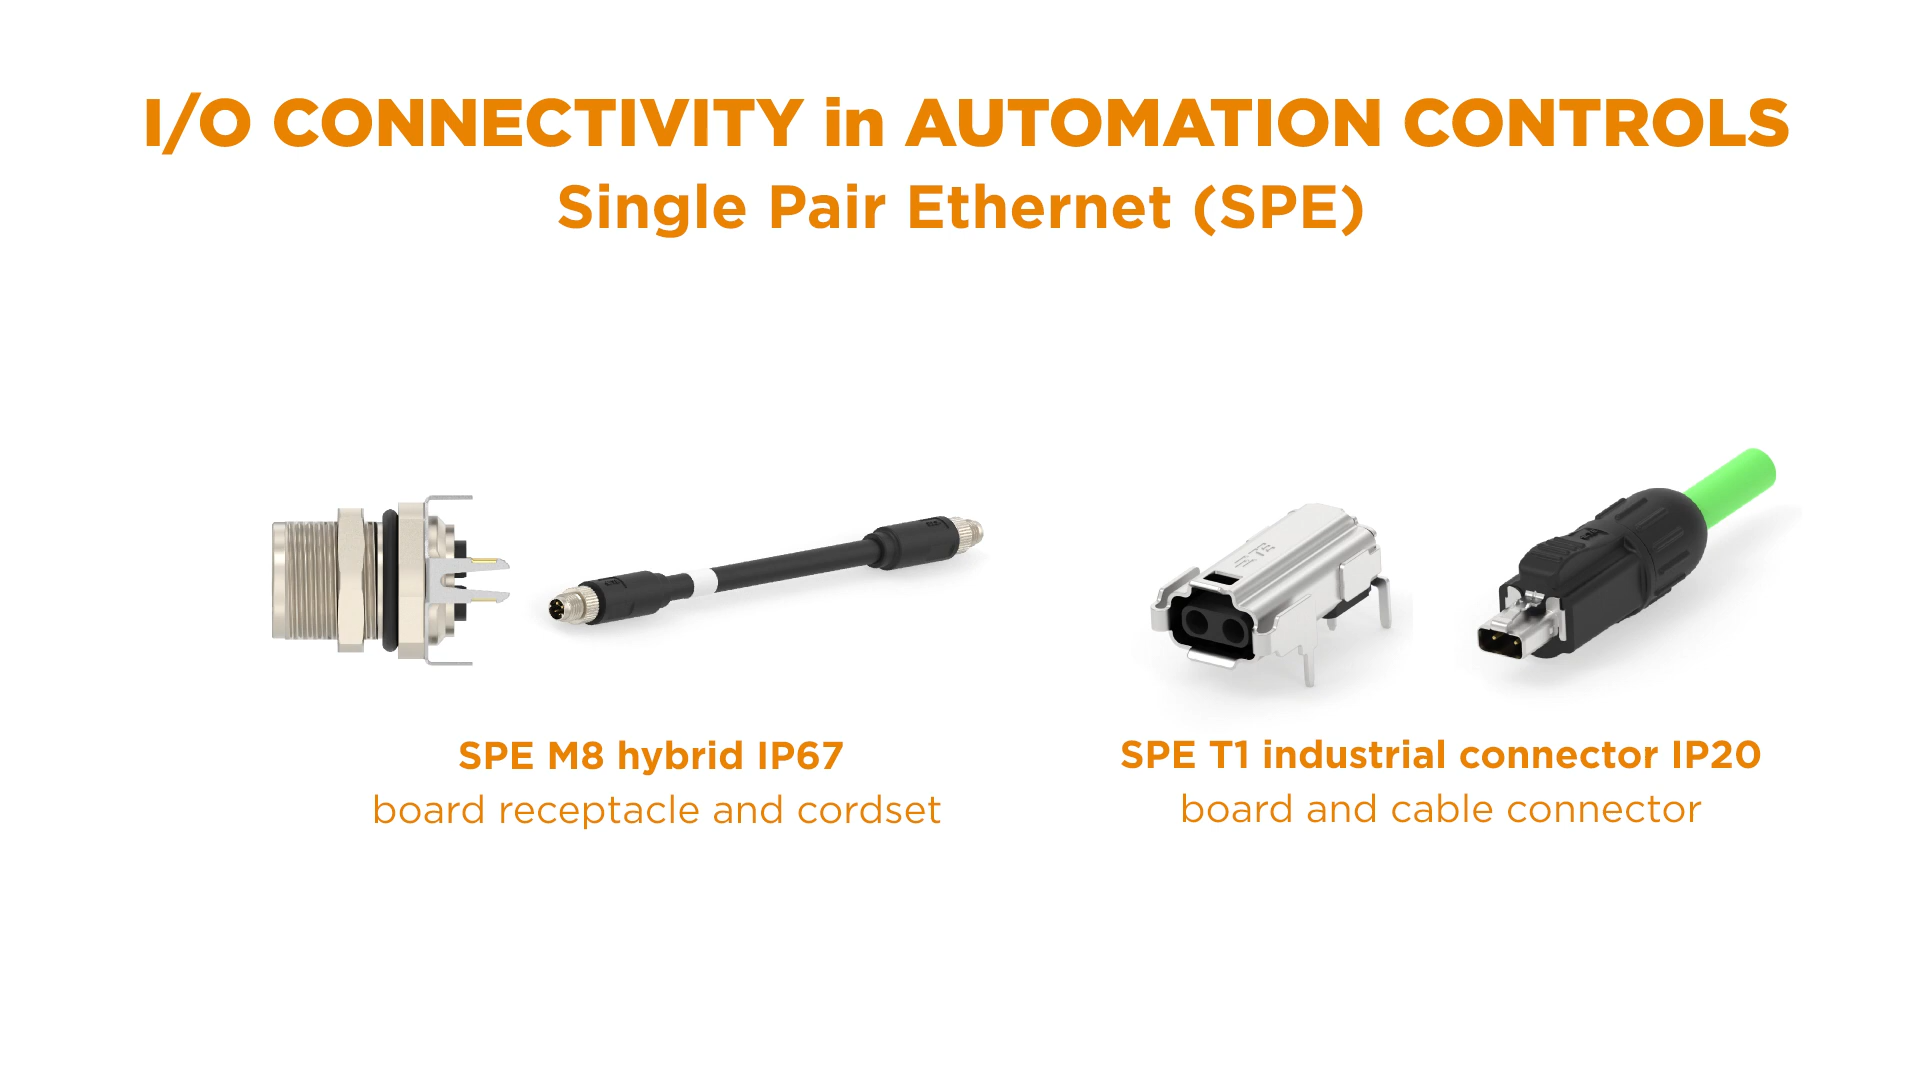 I/O CONNECTIVITY in AUTOMATION CONTROLS
Single Pair Ethernet (SPE)
SPE M8 hybrid IP67
board receptacle and cordset
SPE T1 industrial connector IP20
board and cable connector